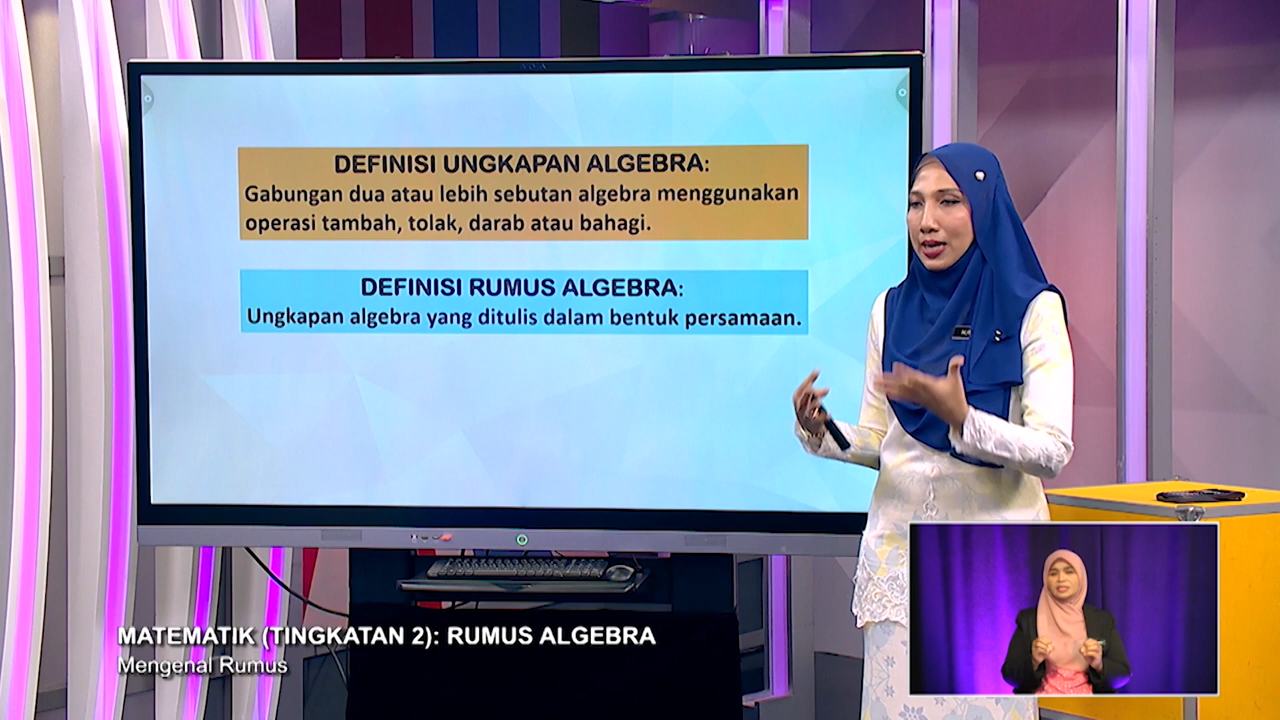 DEFINISI UNGKAPAN ALGEBRA:
Gabungan dua atau lebih sebutan algebra menggunakan
operasi tambah, tolak, darab atau bahagi.
DEFINISI RUMUS ALGEBRA:
Ungkapan algebra yang ditulis dalam bentuk persamaan.
MATEMATIK (TINGKATAN 2): RUMUS ALGEBRA
Mengenal Rumus